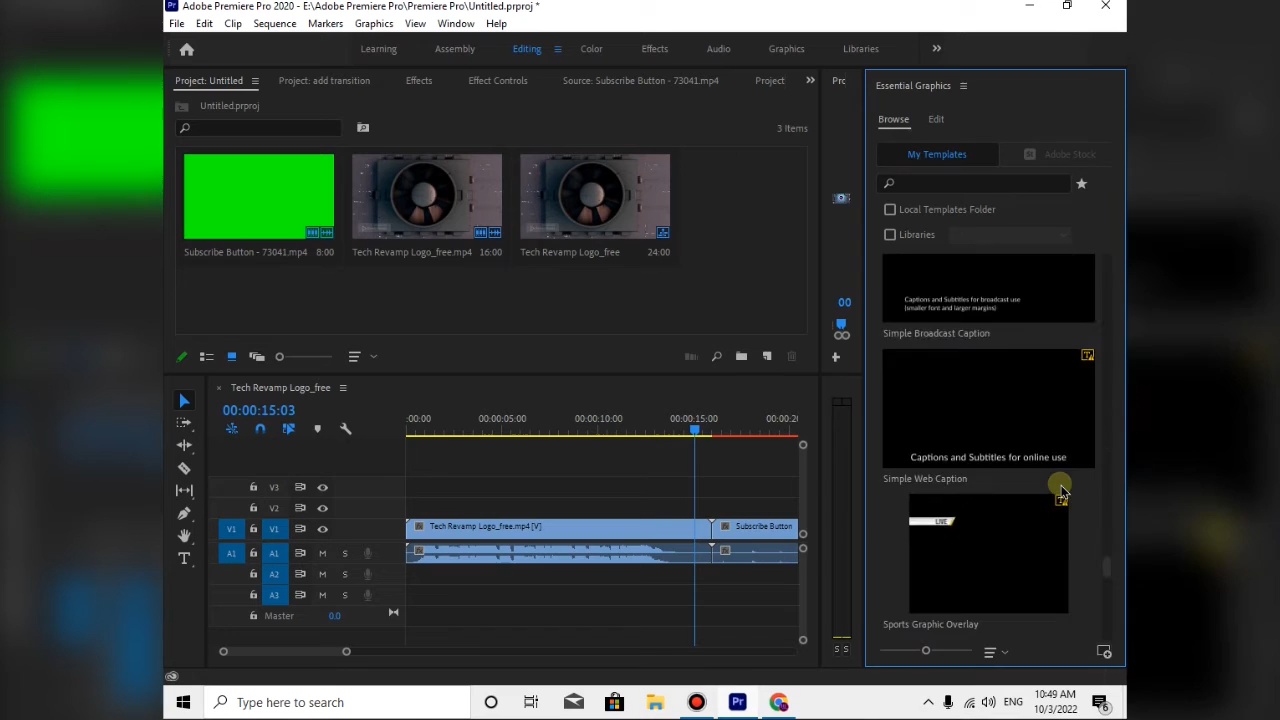 Adobe Premiere Pro 2020 - E:\Adobe Premiere Pro\Premiere Pro\Untitled.prproj *
File Edit Clip Sequence Markers Graphics View Window Help
Learning Assembly Editing Color Effects Audio Graphics Libraries
Project: Untitled Project: add transition Effects Effect Controls Source: Subscribe Button - 73041.mp4 Project Prc
Untitled.prproj
3 Items
Subscribe Button - 73041.mp4 8:00
Tech Revamp Logo_free.mp4 16:00
Tech Revamp Logo_free 24:00
Essential Graphics
Browse Edit
My Templates Adobe Stock
Local Templates Folder
Libraries
Captions and Subtitles for broadcast use
(smaller font and larger margins)
Simple Broadcast Caption
Captions and Subtitles for online use
Simple Web Caption
LIVE
Sports Graphic Overlay
00
Tech Revamp Logo_free
00:00:15:03
:00:00 00:00:05:00 00:00:10:00 00:00:15:00 00:00:20
V3
V2
V1 V1 Tech Revamp Logo_free.mp4 [V] Subscribe Button
A1 A1 M S
A2 M S
A3 M S
Master 0.0
S S
Type here to search
ENG
10:49 AM
10/3/2022
6